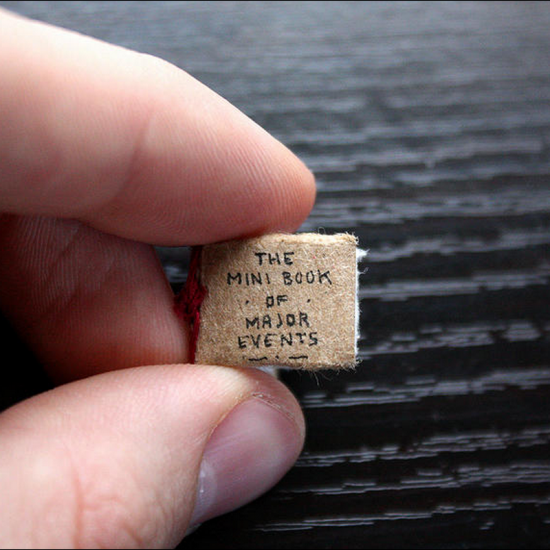 THE
MINI BOOK
· OF ·
MAJOR
EVENTS
— · —